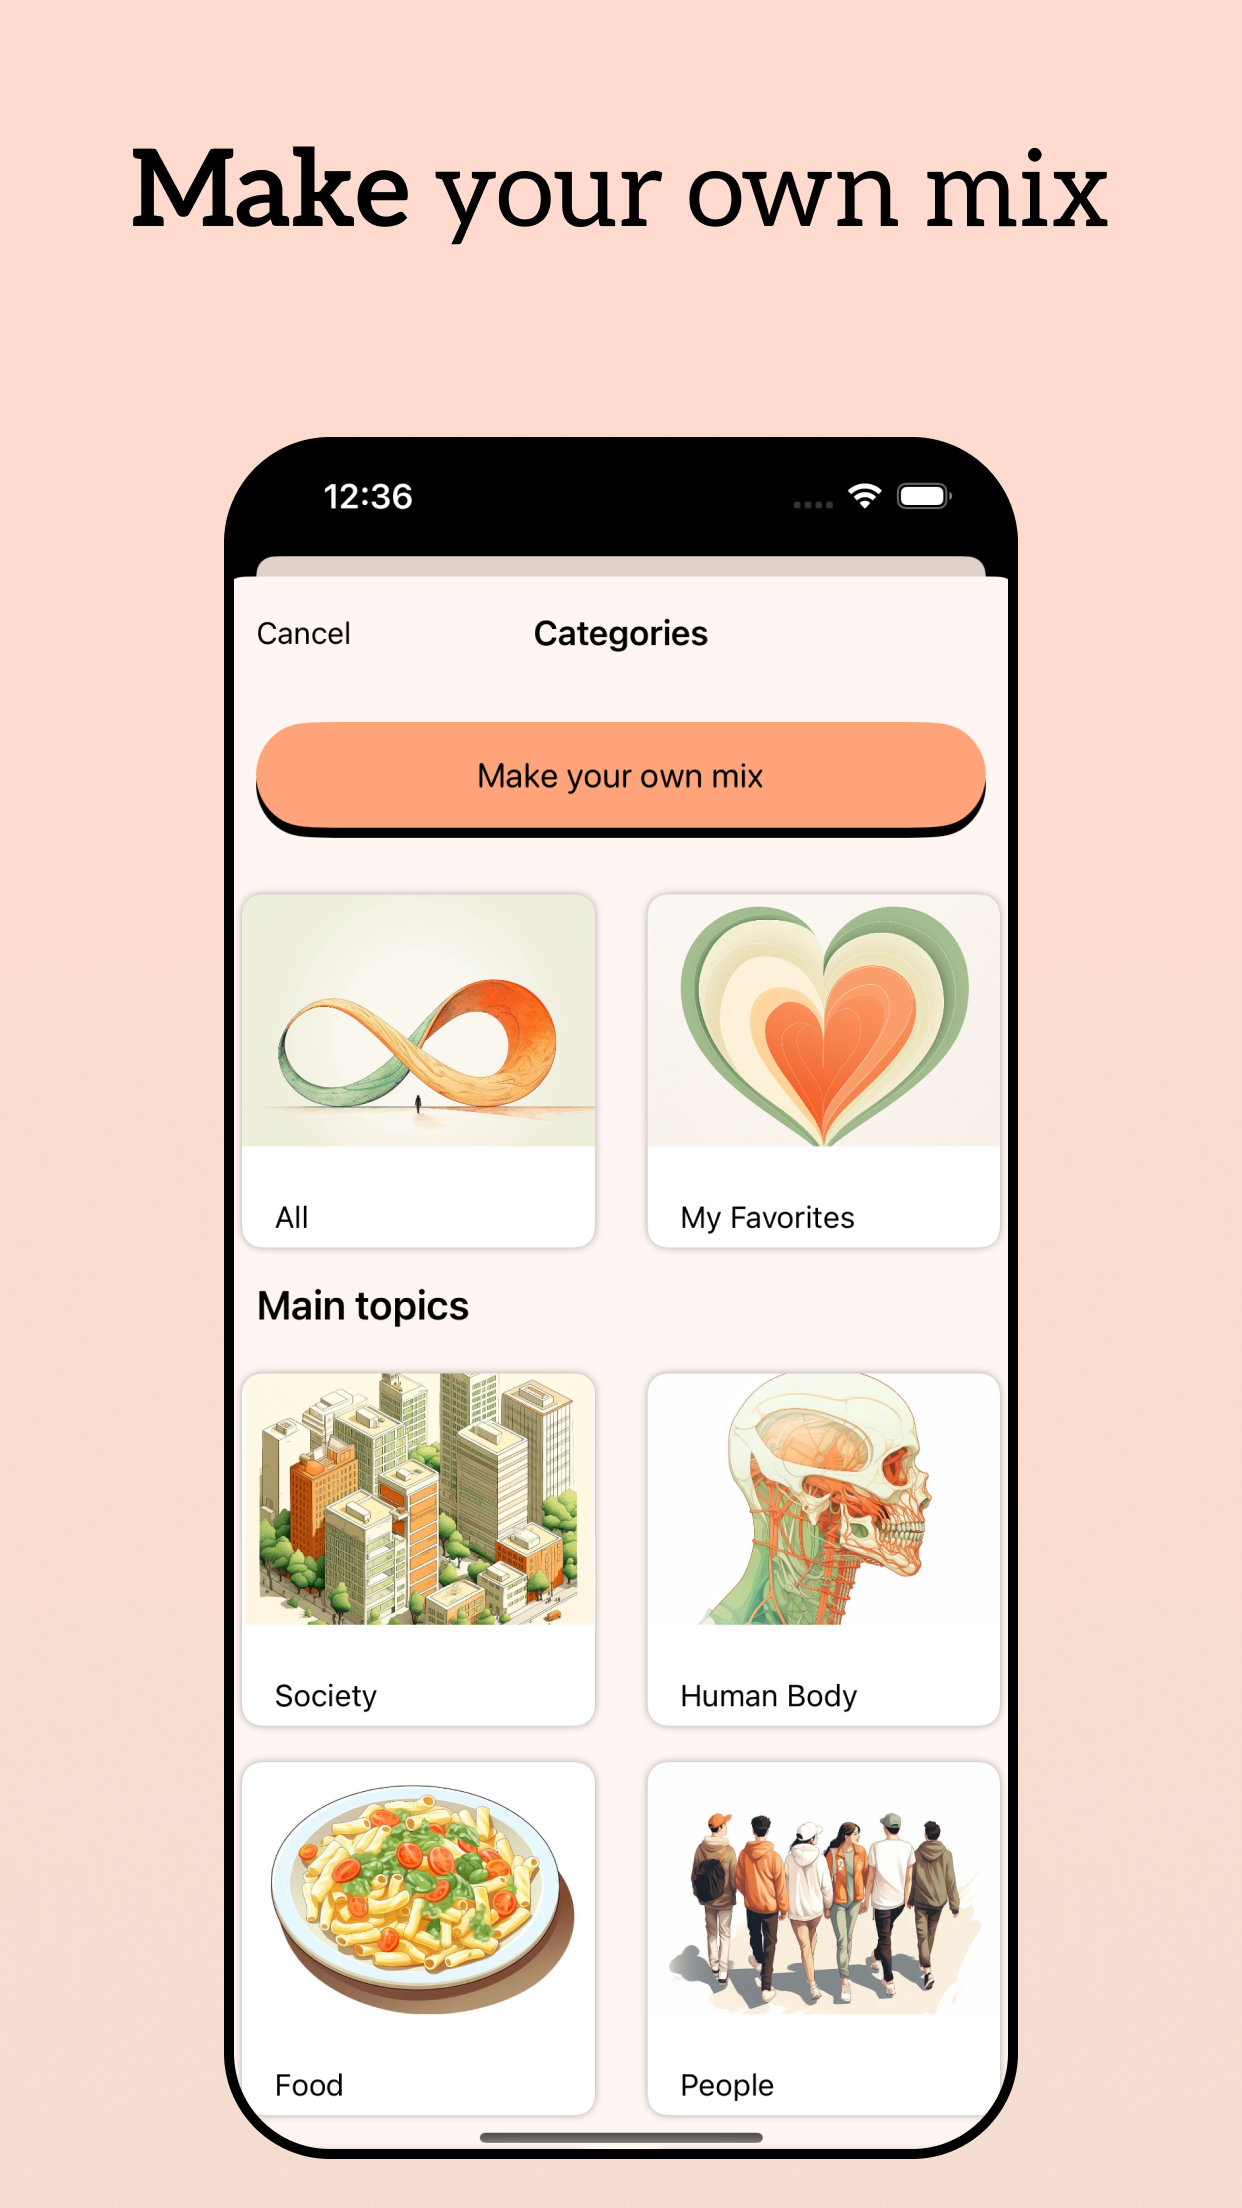 Make your own mix
12:36
Cancel
Categories
Make your own mix
All
My Favorites
Main topics
Society
Human Body
Food
People